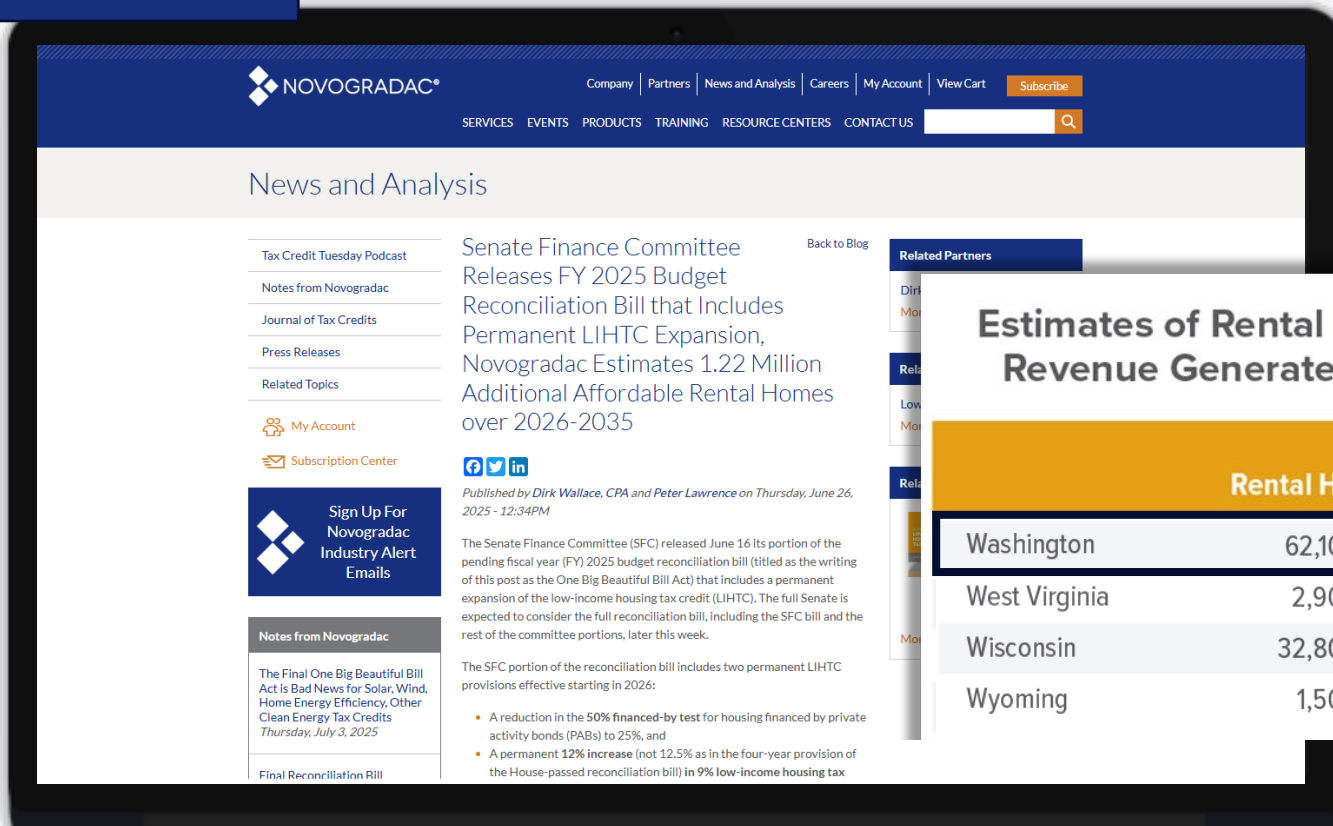 NOVOGRADAC®
Company
Partners
News and Analysis
Careers
My Account
View Cart
Subscribe
SERVICES
EVENTS
PRODUCTS
TRAINING
RESOURCE CENTERS
CONTACT US
News and Analysis
Tax Credit Tuesday Podcast
Notes from Novogradac
Journal of Tax Credits
Press Releases
Related Topics
My Account
Subscription Center
Sign Up For
Novogradac
Industry Alert
Emails
Notes from Novogradac
The Final One Big Beautiful Bill
Act is Bad News for Solar, Wind,
Home Energy Efficiency, Other
Clean Energy Tax Credits
Thursday, July 3, 2025
Final Reconciliation Bill
Back to Blog
Senate Finance Committee
Releases FY 2025 Budget
Reconciliation Bill that Includes
Permanent LIHTC Expansion,
Novogradac Estimates 1.22 Million
Additional Affordable Rental Homes
over 2026-2035
Published by Dirk Wallace, CPA and Peter Lawrence on Thursday, June 26,
2025 - 12:34PM
The Senate Finance Committee (SFC) released June 16 its portion of the
pending fiscal year (FY) 2025 budget reconciliation bill (titled as the writing
of this post as the One Big Beautiful Bill Act) that includes a permanent
expansion of the low-income housing tax credit (LIHTC). The full Senate is
expected to consider the full reconciliation bill, including the SFC bill and the
rest of the committee portions, later this week.
The SFC portion of the reconciliation bill includes two permanent LIHTC
provisions effective starting in 2026:
• A reduction in the 50% financed-by test for housing financed by private
activity bonds (PABs) to 25%, and
• A permanent 12% increase (not 12.5% as in the four-year provision of
the House-passed reconciliation bill) in 9% low-income housing tax
Related Partners
Estimates of Rental
Revenue Generate
Rental H
Washington 62,10
West Virginia 2,90
Wisconsin 32,80
Wyoming 1,50